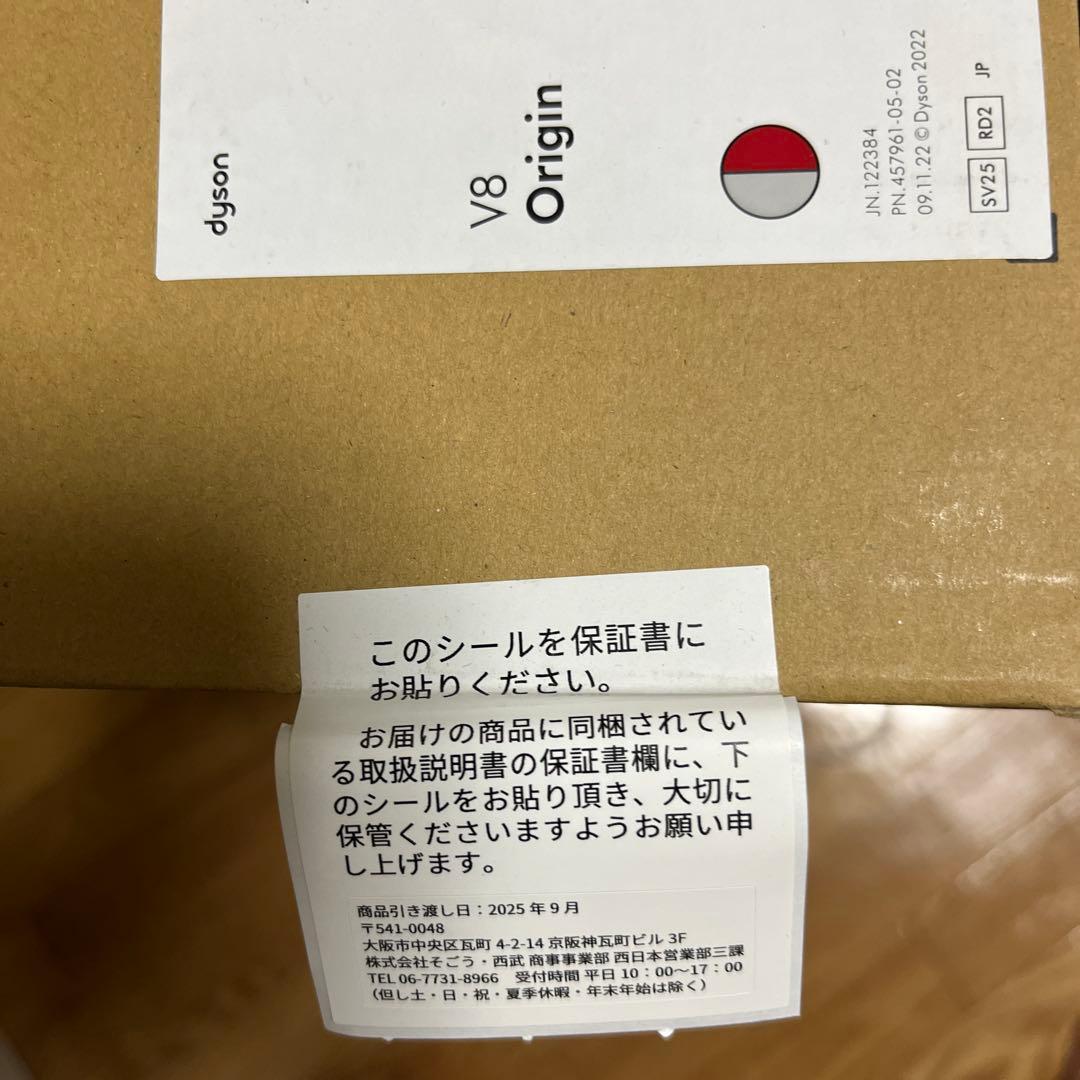 dyson
V8
Origin
JN.122384
PN.457961-05-02
09.11.22 © Dyson 2022
SV25 RD2 JP
このシールを保証書に
お貼りください。
お届けの商品に同梱されてい
る取扱説明書の保証書欄に、下
のシールをお貼り頂き、大切に
保管くださいますようお願い申
し上げます。
商品引き渡し日：2025 年 9 月
〒541-0048
大阪市中央区瓦町 4-2-14 京阪神瓦町ビル 3F
株式会社そごう・西武 商事事業部 西日本営業部三課
TEL 06-7731-8966 受付時間 平日 10：00～17：00
（但し土・日・祝・夏季休暇・年末年始は除く）